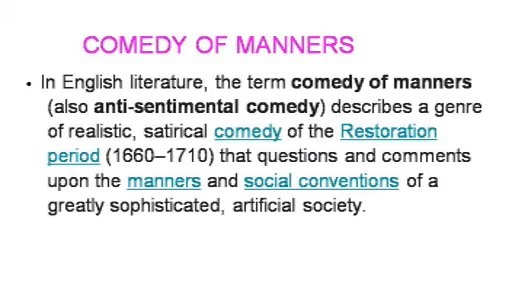 COMEDY OF MANNERS
• In English literature, the term comedy of manners
(also anti-sentimental comedy) describes a genre
of realistic, satirical comedy of the Restoration
period (1660–1710) that questions and comments
upon the manners and social conventions of a
greatly sophisticated, artificial society.